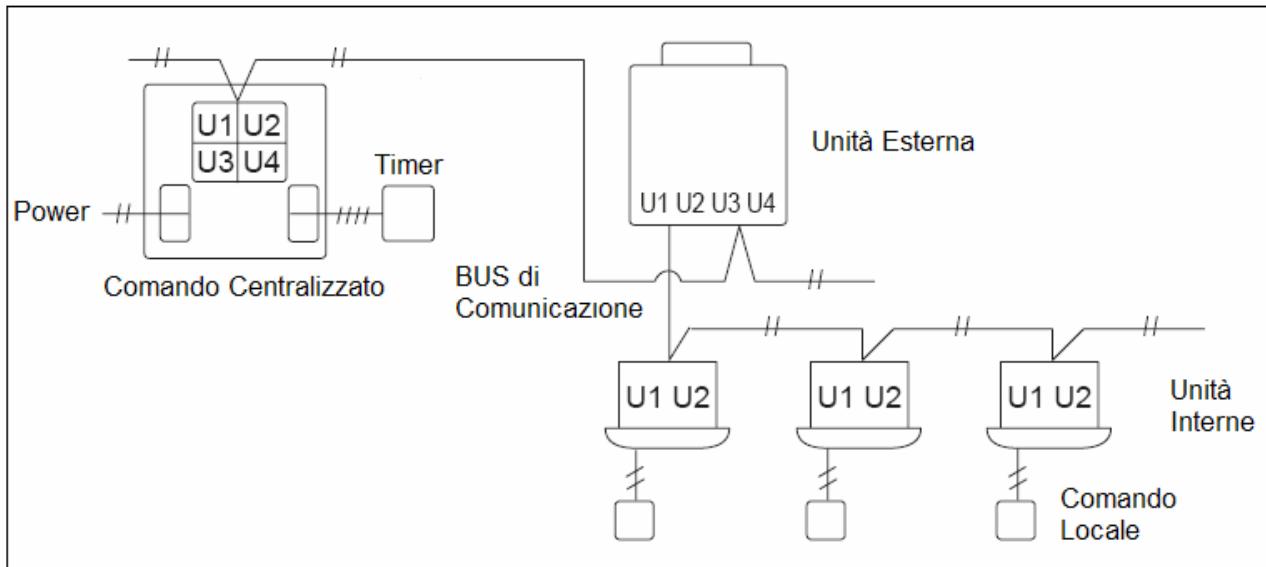 U1 U2
U3 U4
Timer
Power
Comando Centralizzato
Unità Esterna
U1 U2 U3 U4
BUS di
Comunicazione
U1 U2
U1 U2
U1 U2
Unità
Interne
Comando
Locale